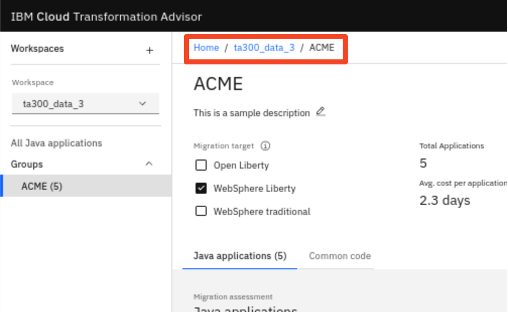 IBM Cloud Transformation Advisor
Workspaces +
Home / ta300_data_3 / ACME
Workspace
ta300_data_3
All Java applications
Groups
ACME (5)
ACME
This is a sample description
Migration target
Open Liberty
WebSphere Liberty
WebSphere traditional
Total Applications
5
Avg. cost per application
2.3 days
Java applications (5) Common code
Migration assessment
Java applications